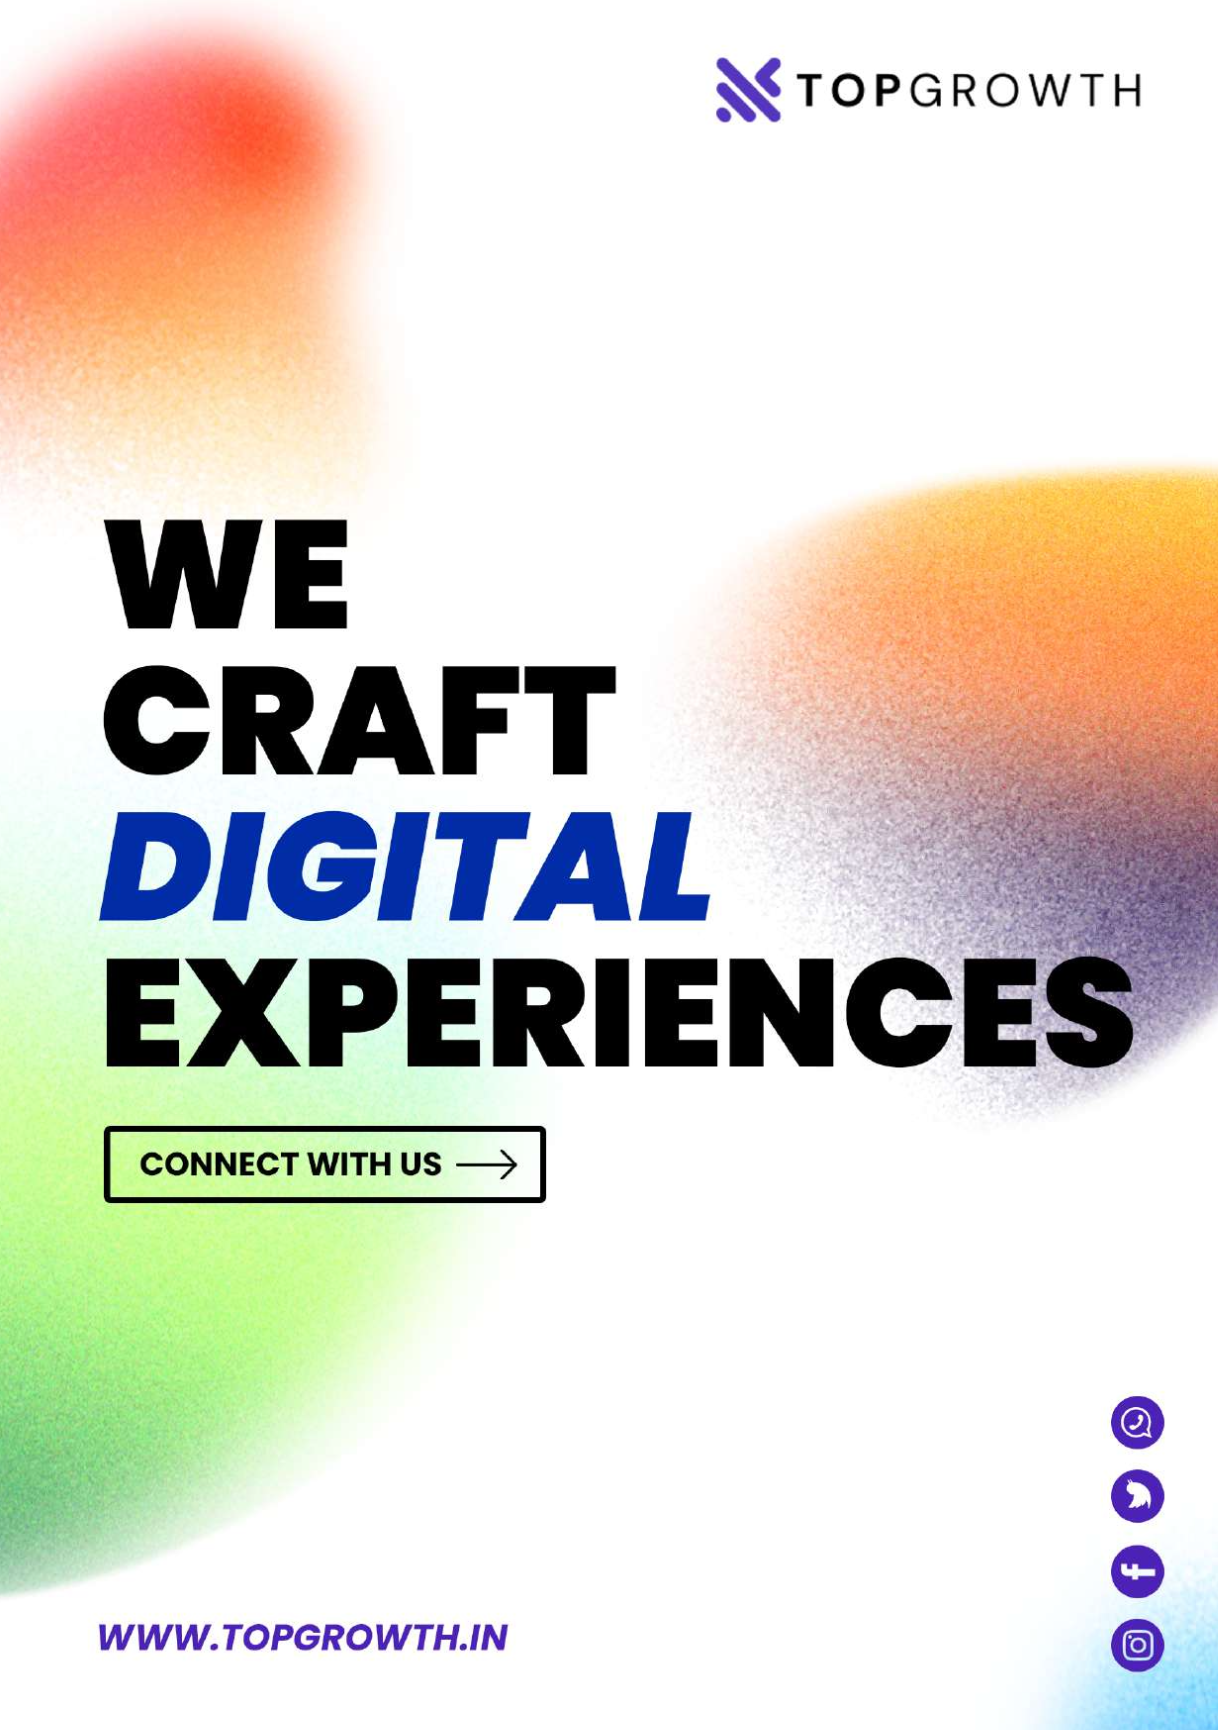 TOPGROWTH
WE
CRAFT
DIGITAL
EXPERIENCES
CONNECT WITH US
WWW.TOPGROWTH.IN